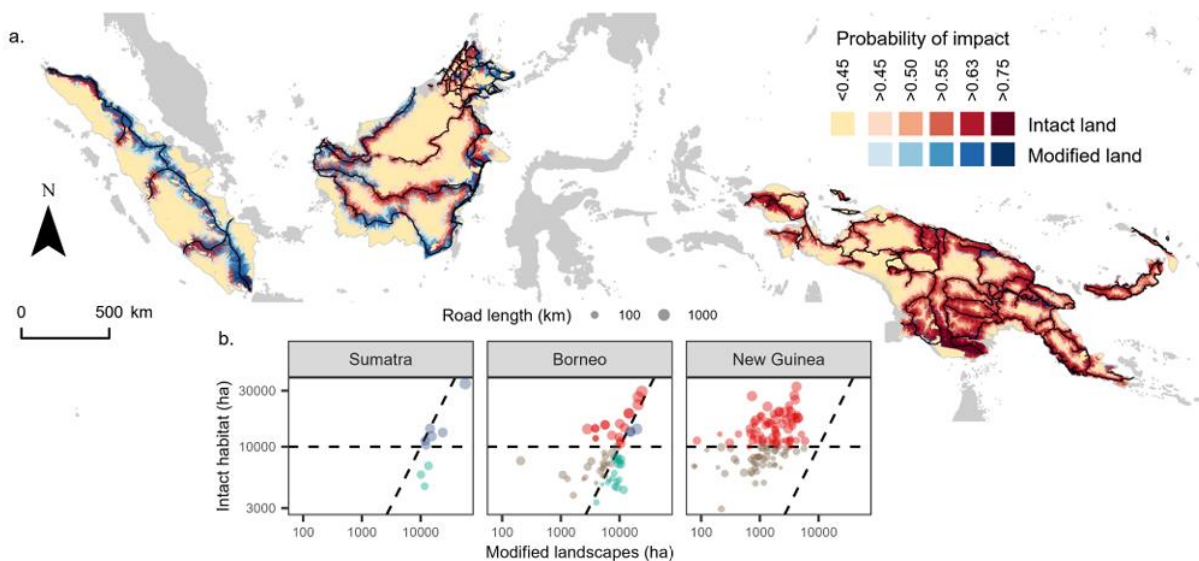 a.
Probability of impact
<0.45 >0.45 >0.50 >0.55 >0.63 >0.75
Intact land
Modified land
N
0 500 km
Road length (km) 100 1000
b.
Sumatra Borneo New Guinea
Intact habitat (ha)
30000
10000
3000
100 1000 10000 100 1000 10000 100 1000 10000
Modified landscapes (ha)